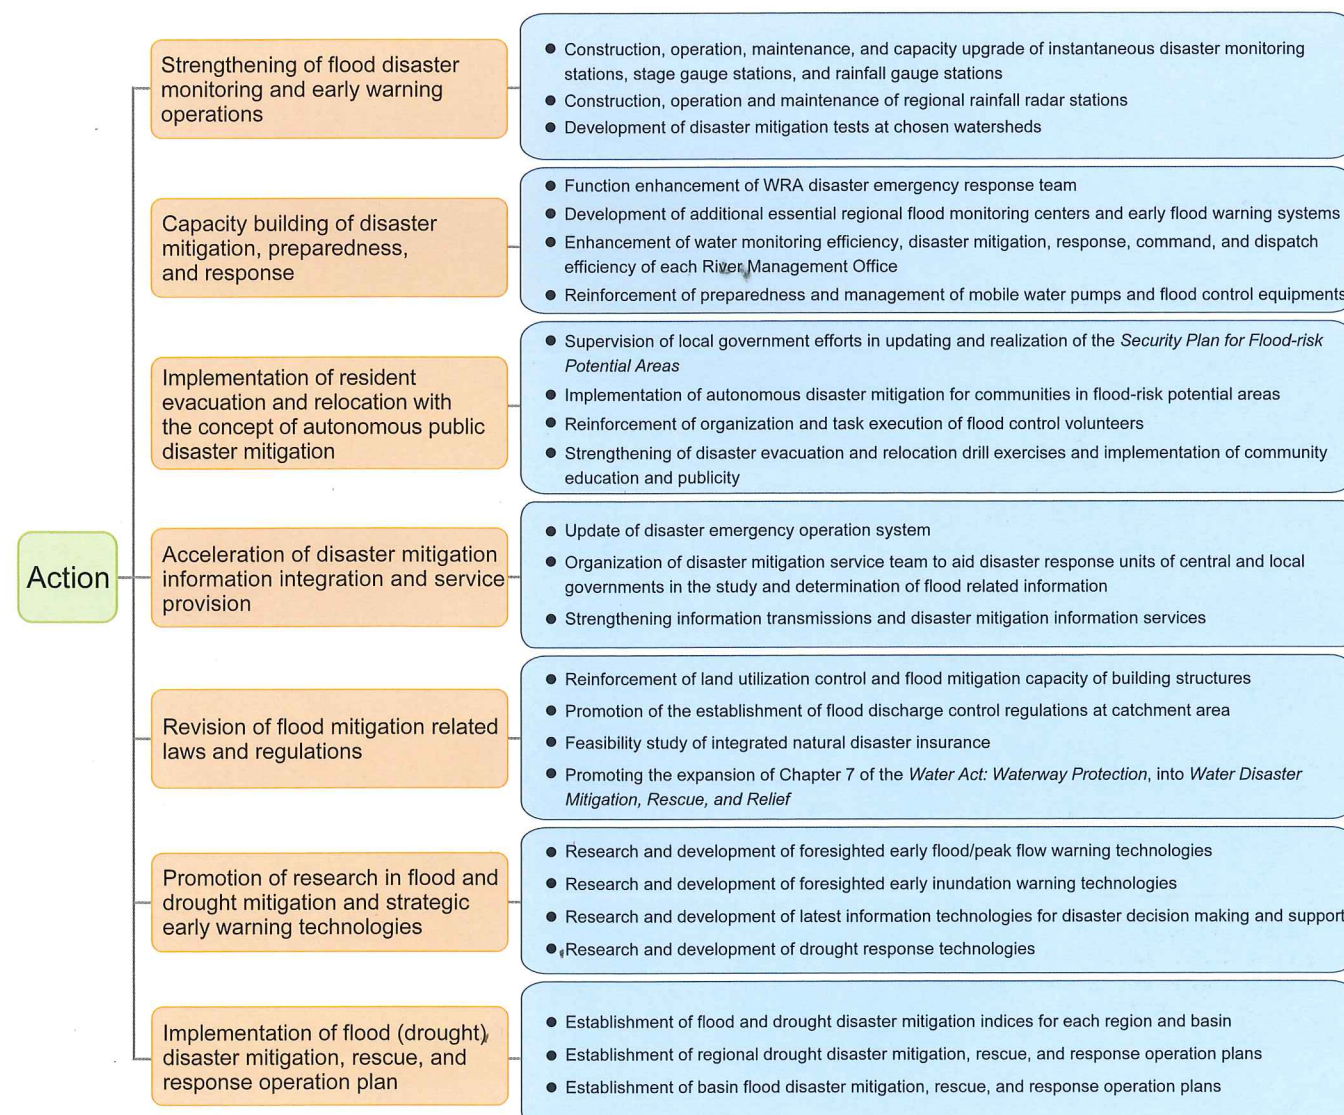 Action
Strengthening of flood disaster
monitoring and early warning
operations
● Construction, operation, maintenance, and capacity upgrade of instantaneous disaster monitoring
stations, stage gauge stations, and rainfall gauge stations
● Construction, operation and maintenance of regional rainfall radar stations
● Development of disaster mitigation tests at chosen watersheds
Capacity building of disaster
mitigation, preparedness,
and response
● Function enhancement of WRA disaster emergency response team
● Development of additional essential regional flood monitoring centers and early flood warning systems
● Enhancement of water monitoring efficiency, disaster mitigation, response, command, and dispatch
efficiency of each River Management Office
● Reinforcement of preparedness and management of mobile water pumps and flood control equipments
Implementation of resident
evacuation and relocation with
the concept of autonomous public
disaster mitigation
● Supervision of local government efforts in updating and realization of the Security Plan for Flood-risk
Potential Areas
● Implementation of autonomous disaster mitigation for communities in flood-risk potential areas
● Reinforcement of organization and task execution of flood control volunteers
● Strengthening of disaster evacuation and relocation drill exercises and implementation of community
education and publicity
Acceleration of disaster mitigation
information integration and service
provision
● Update of disaster emergency operation system
● Organization of disaster mitigation service team to aid disaster response units of central and local
governments in the study and determination of flood related information
● Strengthening information transmissions and disaster mitigation information services
Revision of flood mitigation related
laws and regulations
● Reinforcement of land utilization control and flood mitigation capacity of building structures
● Promotion of the establishment of flood discharge control regulations at catchment area
● Feasibility study of integrated natural disaster insurance
● Promoting the expansion of Chapter 7 of the Water Act: Waterway Protection, into Water Disaster
Mitigation, Rescue, and Relief
Promotion of research in flood and
drought mitigation and strategic
early warning technologies
● Research and development of foresighted early flood/peak flow warning technologies
● Research and development of foresighted early inundation warning technologies
● Research and development of latest information technologies for disaster decision making and support
● Research and development of drought response technologies
Implementation of flood (drought)
disaster mitigation, rescue, and
response operation plan
● Establishment of flood and drought disaster mitigation indices for each region and basin
● Establishment of regional drought disaster mitigation, rescue, and response operation plans
● Establishment of basin flood disaster mitigation, rescue, and response operation plans